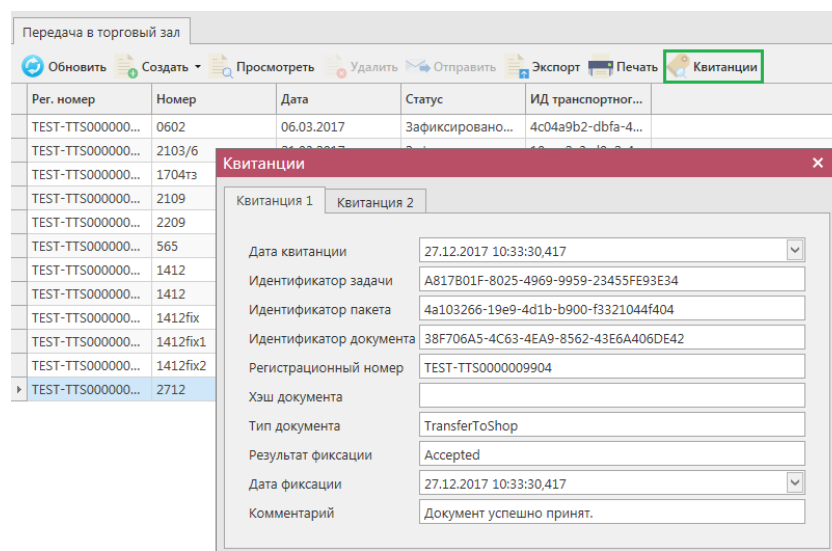 Передача в торговый зал
Обновить Создать Просмотреть Удалить Отправить Экспорт Печать Квитанции
Рег. номер Номер Дата Статус ИД транспортног...
TEST-TTS000000... 0602 06.03.2017 Зафиксировано... 4c04a9b2-dbfa-4...
TEST-TTS000000... 2103/6
Квитанции
TEST-TTS000000... 1704тз
Квитанция 1 Квитанция 2
TEST-TTS000000... 2109
TEST-TTS000000... 2209
TEST-TTS000000... 565
Дата квитанции 27.12.2017 10:33:30,417
TEST-TTS000000... 1412
Идентификатор задачи A817B01F-8025-4969-9959-23455FE93E34
TEST-TTS000000... 1412
Идентификатор пакета 4a103266-19e9-4d1b-b900-f3321044f404
TEST-TTS000000... 1412fix
TEST-TTS000000... 1412fix1
Идентификатор документа 38F706A5-4C63-4EA9-8562-43E6A406DE42
TEST-TTS000000... 1412fix2
Регистрационный номер TEST-TTS0000009904
TEST-TTS000000... 2712
Хэш документа
Тип документа TransferToShop
Результат фиксации Accepted
Дата фиксации 27.12.2017 10:33:30,417
Комментарий Документ успешно принят.